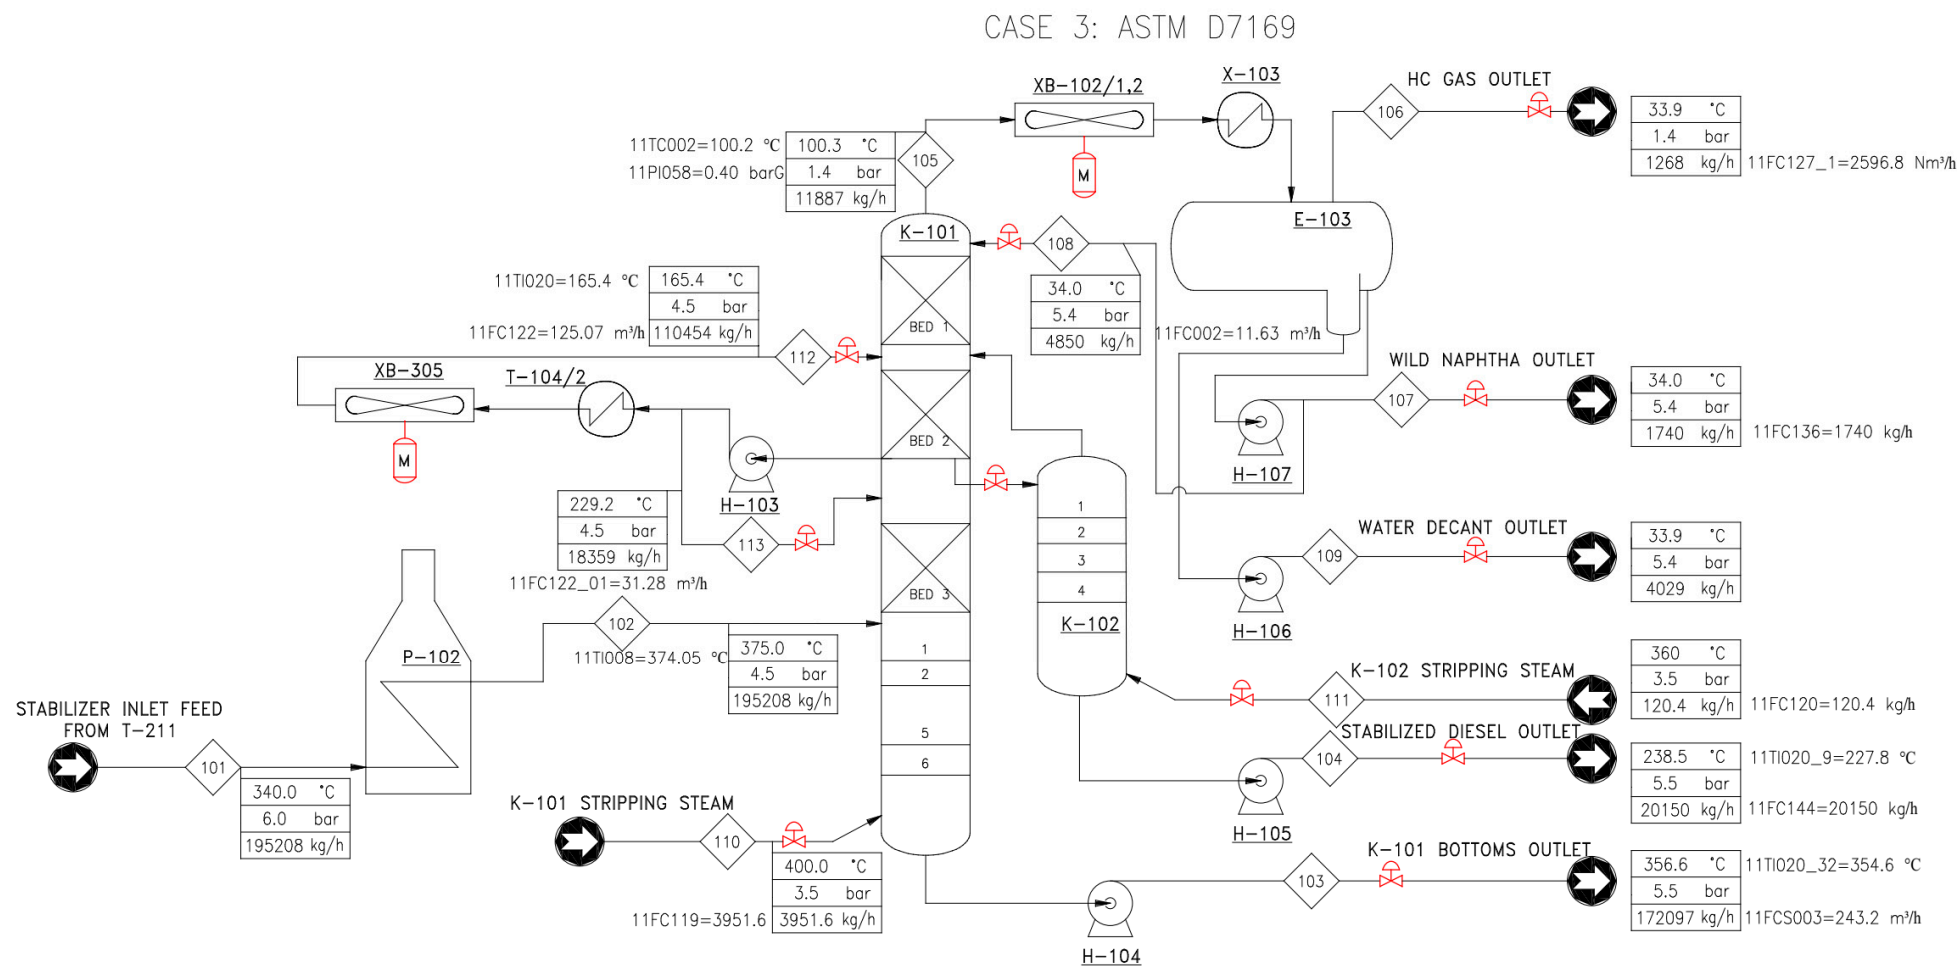 CASE 3: ASTM D7169
X-103
XB-102/1,2
HC GAS OUTLET
106
33.9 °C
1.4 bar
1268 kg/h
11FC127_1=2596.8 Nm³/h
11TC002=100.2 °C
11PI058=0.40 barG
100.3 °C
1.4 bar
11887 kg/h
105
M
E-103
K-101
108
34.0 °C
5.4 bar
4850 kg/h
11FC002=11.63 m³/h
11TI020=165.4 °C
11FC122=125.07 m³/h
165.4 °C
4.5 bar
110454 kg/h
BED 1
112
XB-305
T-104/2
M
BED 2
WILD NAPHTHA OUTLET
107
34.0 °C
5.4 bar
1740 kg/h
11FC136=1740 kg/h
H-107
H-103
229.2 °C
4.5 bar
18359 kg/h
11FC122_01=31.28 m³/h
113
BED 3
1
2
3
4
K-102
WATER DECANT OUTLET
109
33.9 °C
5.4 bar
4029 kg/h
H-106
102
11TI008=374.05 °C
375.0 °C
4.5 bar
195208 kg/h
P-102
1
2
5
6
STABILIZER INLET FEED
FROM T-211
101
340.0 °C
6.0 bar
195208 kg/h
K-102 STRIPPING STEAM
111
360 °C
3.5 bar
120.4 kg/h
11FC120=120.4 kg/h
STABILIZED DIESEL OUTLET
104
238.5 °C
5.5 bar
20150 kg/h
11TI020_9=227.8 °C
11FC144=20150 kg/h
H-105
K-101 STRIPPING STEAM
110
400.0 °C
3.5 bar
3951.6 kg/h
11FC119=3951.6
K-101 BOTTOMS OUTLET
103
356.6 °C
5.5 bar
172097 kg/h
11TI020_32=354.6 °C
11FCS003=243.2 m³/h
H-104